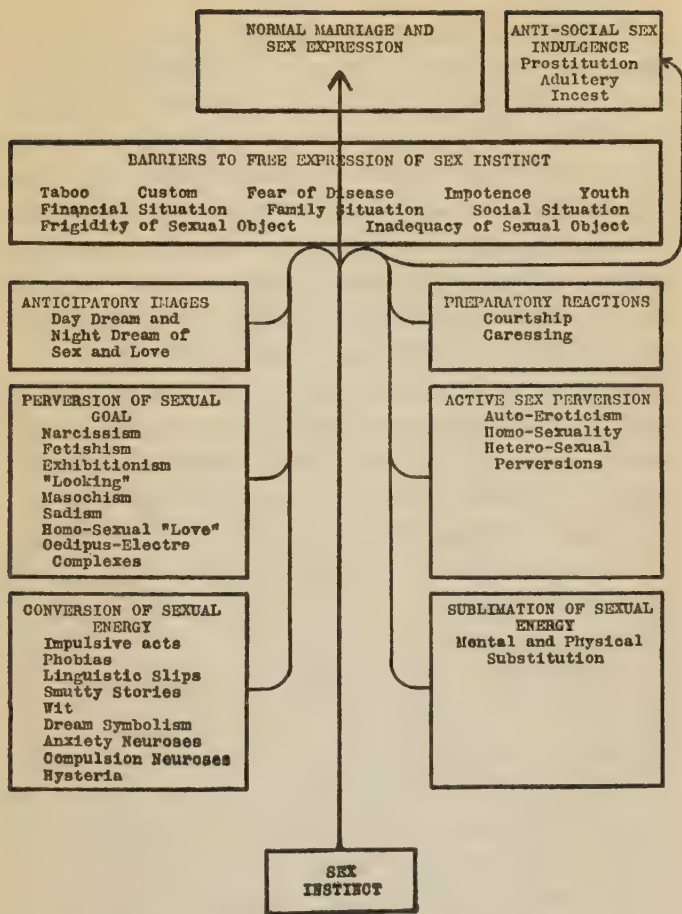 NORMAL MARRIAGE AND
SEX EXPRESSION
ANTI-SOCIAL SEX
INDULGENCE
Prostitution
Adultery
Incest
BARRIERS TO FREE EXPRESSION OF SEX INSTINCT
Taboo Custom Fear of Disease Impotence Youth
Financial Situation Family Situation Social Situation
Frigidity of Sexual Object Inadequacy of Sexual Object
ANTICIPATORY IMAGES
Day Dream and
Night Dream of
Sex and Love
PREPARATORY REACTIONS
Courtship
Caressing
PERVERSION OF SEXUAL
GOAL
Narcissism
Fetishism
Exhibitionism
"Looking"
Masochism
Sadism
Homo-Sexual "Love"
Oedipus-Electre
Complexes
ACTIVE SEX PERVERSION
Auto-Eroticism
Homo-Sexuality
Hetero-Sexual
Perversions
CONVERSION OF SEXUAL
ENERGY
Impulsive acts
Phobias
Linguistic Slips
Smutty Stories
Wit
Dream Symbolism
Anxiety Neuroses
Compulsion Neuroses
Hysteria
SUBLIMATION OF SEXUAL
ENERGY
Mental and Physical
Substitution
SEX
INSTINCT